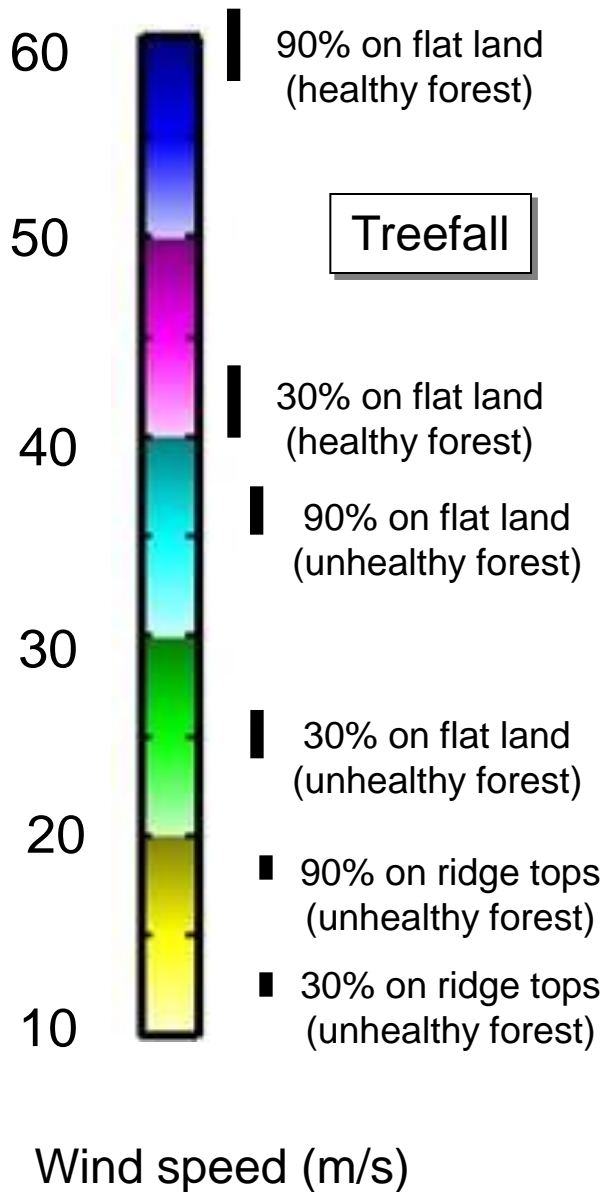 60
90% on flat land
(healthy forest)
50
Treefall
40
30% on flat land
(healthy forest)
90% on flat land
(unhealthy forest)
30
30% on flat land
(unhealthy forest)
20
90% on ridge tops
(unhealthy forest)
30% on ridge tops
(unhealthy forest)
10
Wind speed (m/s)